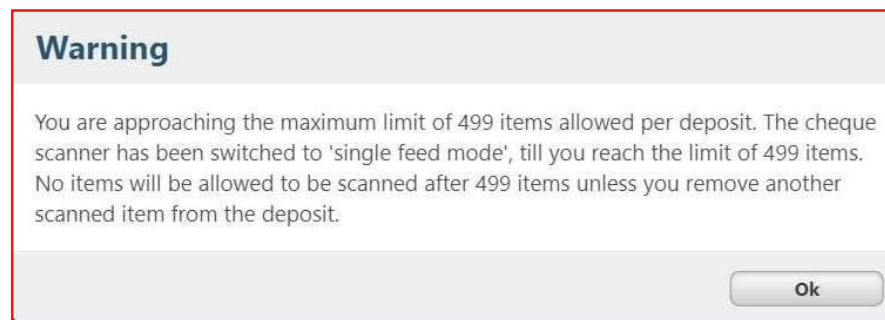 Warning
You are approaching the maximum limit of 499 items allowed per deposit. The cheque
scanner has been switched to 'single feed mode', till you reach the limit of 499 items.
No items will be allowed to be scanned after 499 items unless you remove another
scanned item from the deposit.
Ok